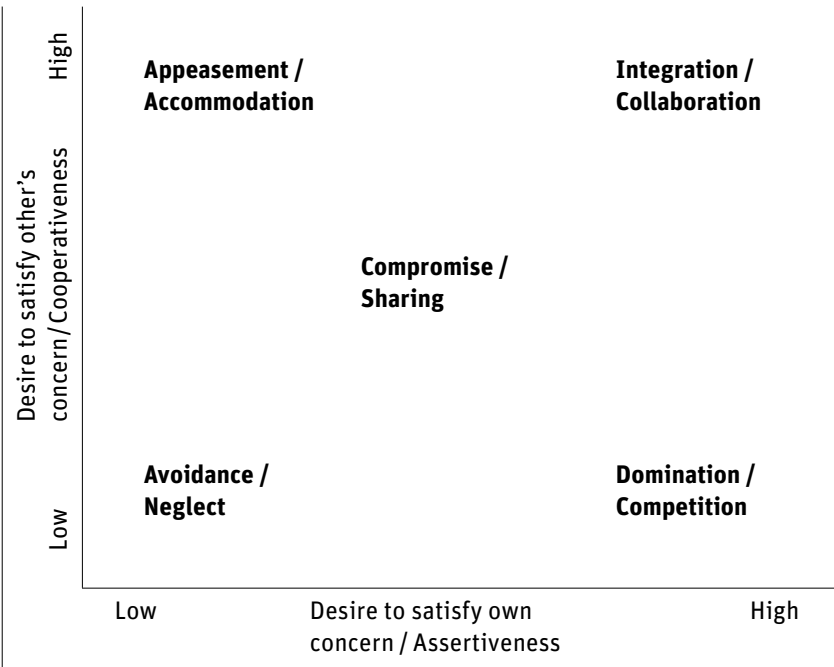 High
Appeasement /
Accommodation
Integration /
Collaboration
Desire to satisfy other's
concern / Cooperativeness
Compromise /
Sharing
Avoidance /
Neglect
Domination /
Competition
Low
Low
Desire to satisfy own
concern / Assertiveness
High